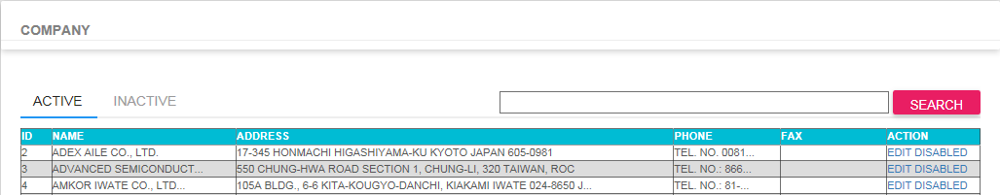 COMPANY
ACTIVE INACTIVE SEARCH
ID NAME ADDRESS PHONE FAX ACTION
2 ADEX AILE CO., LTD. 17-345 HONMACHI HIGASHIYAMA-KU KYOTO JAPAN 605-0981 TEL. NO. 0081... EDIT DISABLED
3 ADVANCED SEMICONDUCT... 550 CHUNG-HWA ROAD SECTION 1, CHUNG-LI, 320 TAIWAN, ROC TEL. NO.: 866... EDIT DISABLED
4 AMKOR IWATE CO., LTD... 105A BLDG., 6-6 KITA-KOUGYO-DANCHI, KIAKAMI IWATE 024-8650 J... TEL. NO.: 81-... EDIT DISABLED